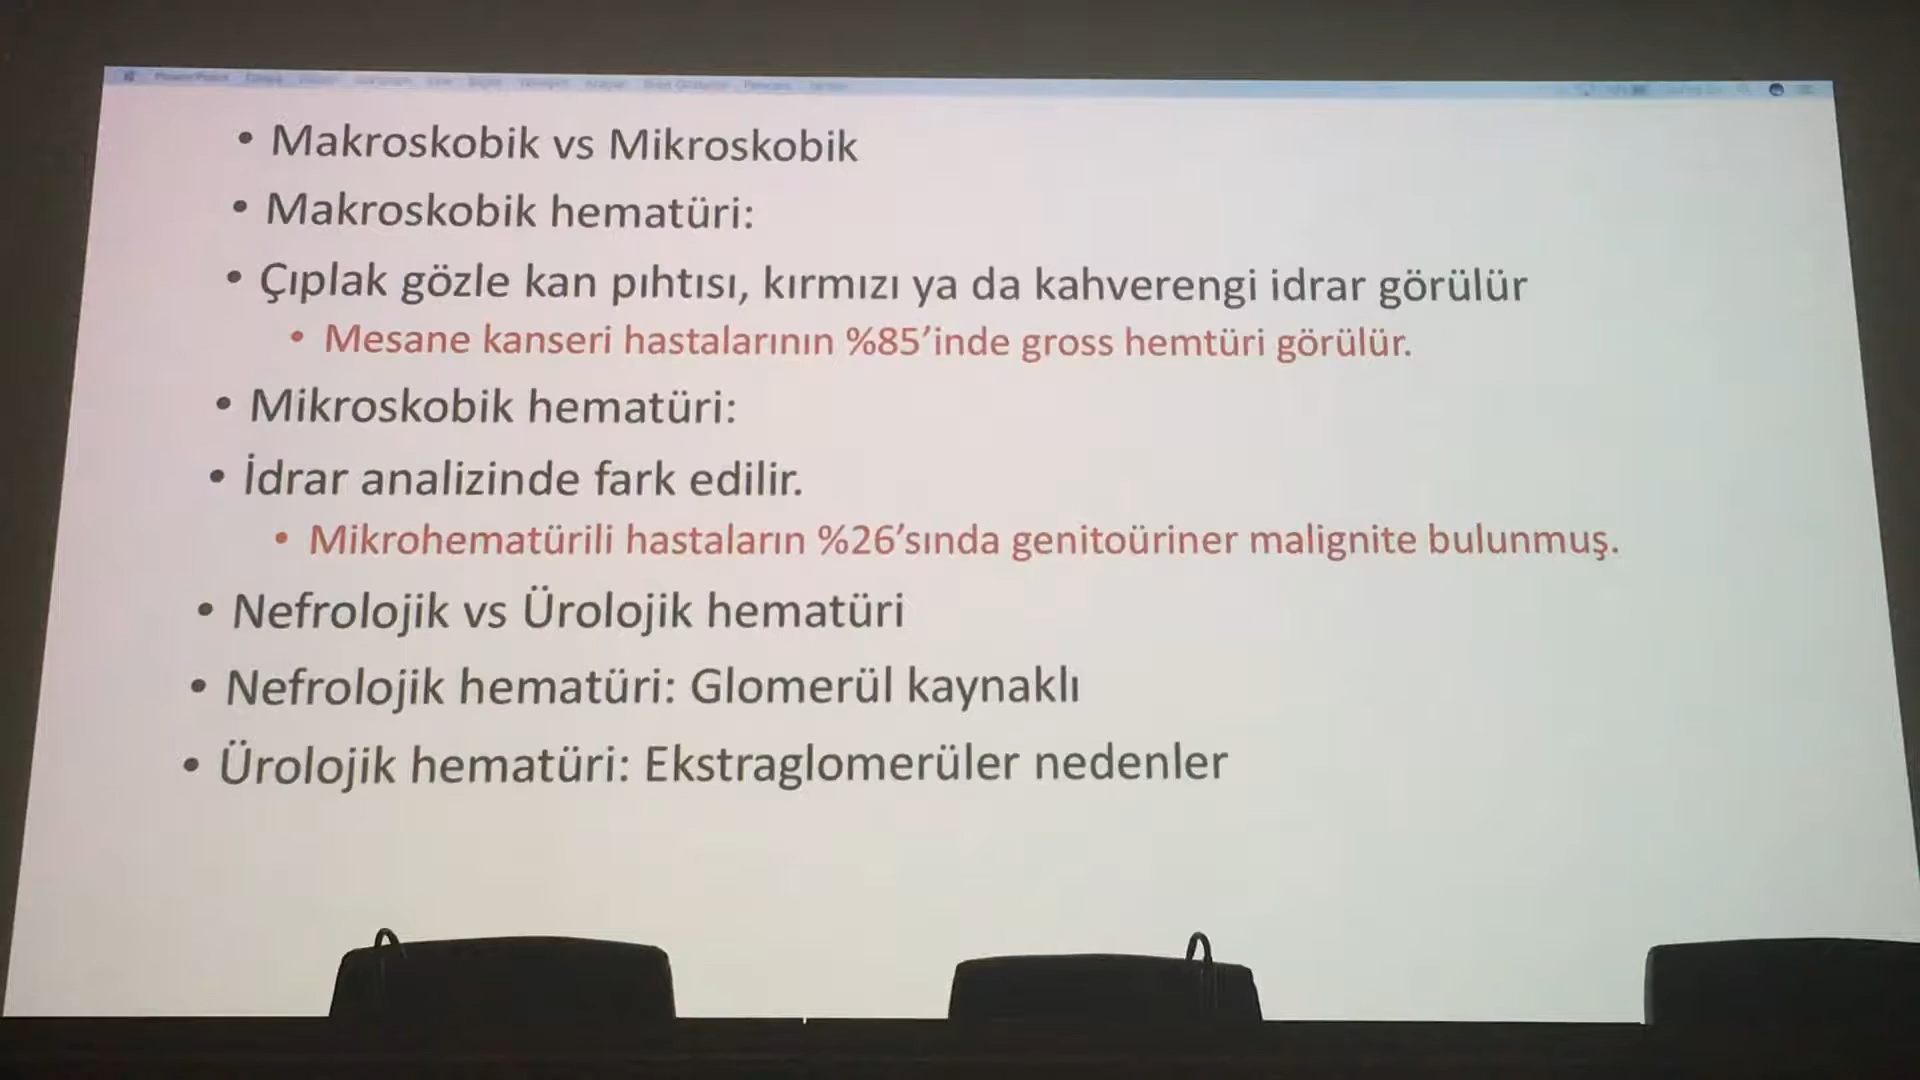 PowerPoint
• Makroskobik vs Mikroskobik
• Makroskobik hematüri:
• Çıplak gözle kan pıhtısı, kırmızı ya da kahverengi idrar görülür
• Mesane kanseri hastalarının %85’inde gross hemtüri görülür.
• Mikroskobik hematüri:
• İdrar analizinde fark edilir.
• Mikrohematürili hastaların %26’sında genitoüriner malignite bulunmuş.
• Nefrolojik vs Ürolojik hematüri
• Nefrolojik hematüri: Glomerül kaynaklı
• Ürolojik hematüri: Ekstraglomerüler nedenler